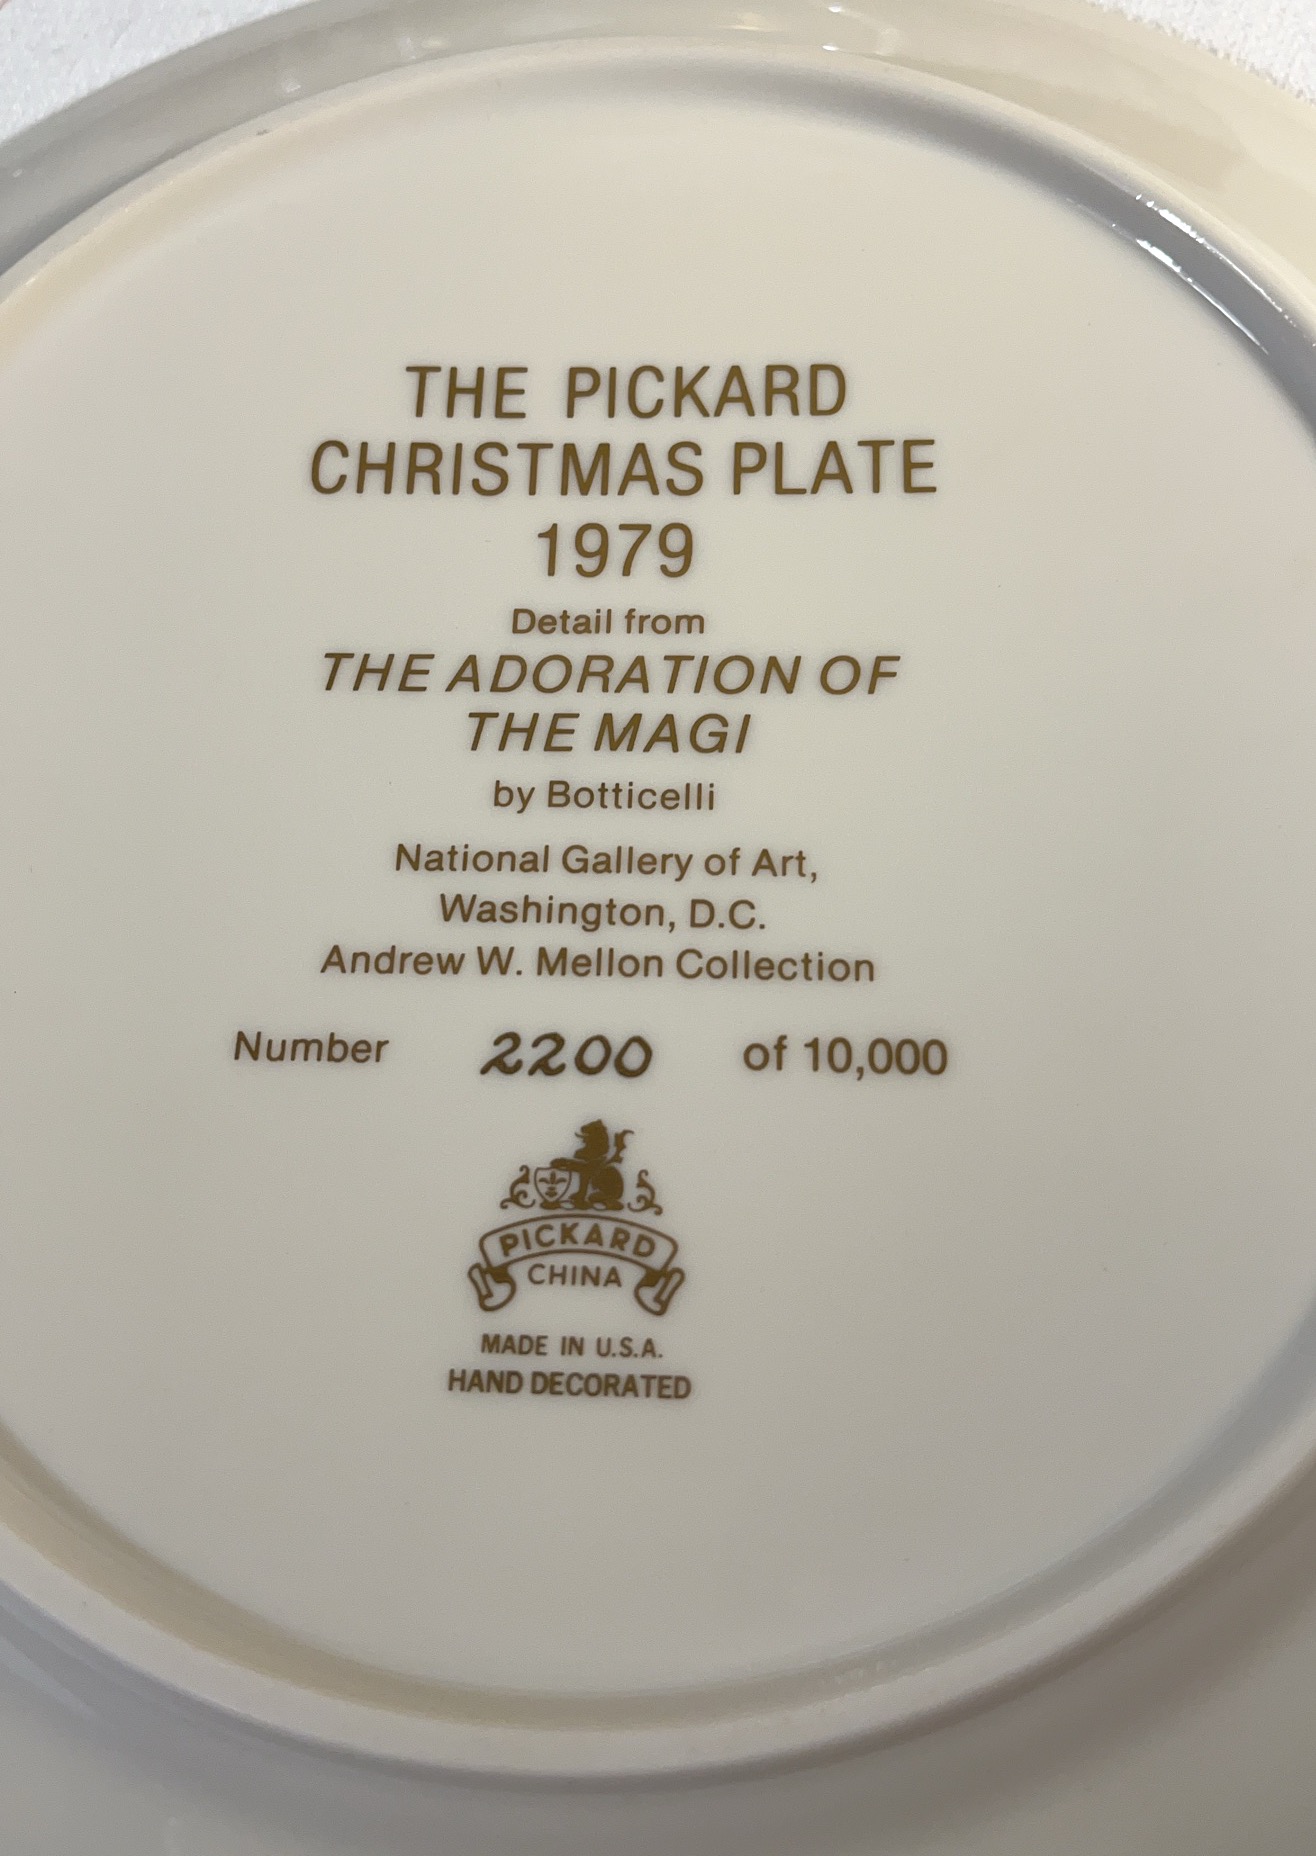 THE PICKARD
CHRISTMAS PLATE
1979
Detail from
THE ADORATION OF
THE MAGI
by Botticelli
National Gallery of Art,
Washington, D.C.
Andrew W. Mellon Collection
Number 2200 of 10,000
PICKARD
CHINA
MADE IN U.S.A.
HAND DECORATED